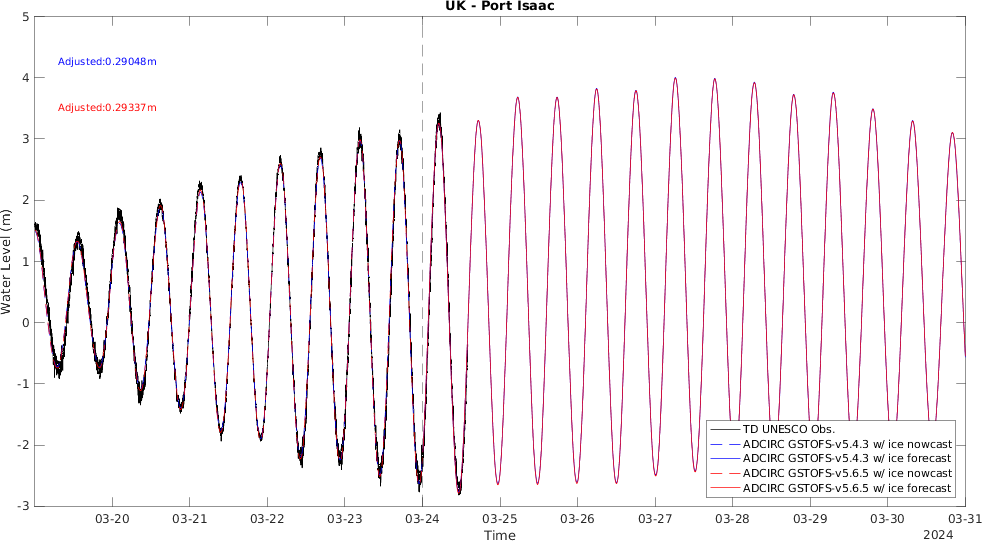 UK - Port Isaac
5
4
3
2
1
0
-1
-2
-3
Water Level (m)
Adjusted:0.29048m
Adjusted:0.29337m
TD UNESCO Obs.
ADCIRC GSTOFS-v5.4.3 w/ ice nowcast
ADCIRC GSTOFS-v5.4.3 w/ ice forecast
ADCIRC GSTOFS-v5.6.5 w/ ice nowcast
ADCIRC GSTOFS-v5.6.5 w/ ice forecast
03-20 03-21 03-22 03-23 03-24 03-25 03-26 03-27 03-28 03-29 03-30 03-31
Time
2024